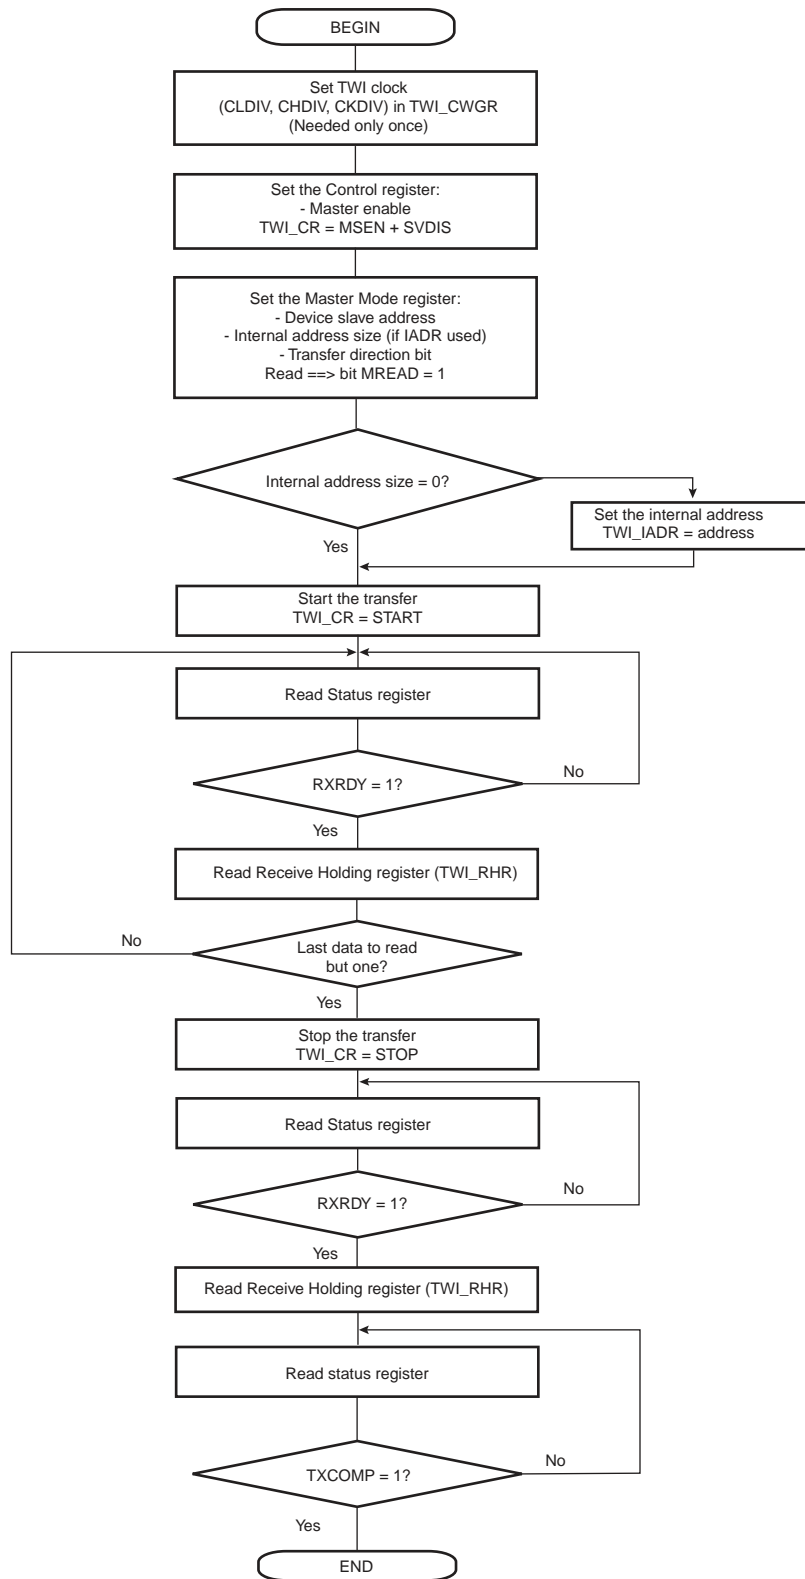 BEGIN
Set TWI clock
(CLDIV, CHDIV, CKDIV) in TWI_CWGR
(Needed only once)
Set the Control register:
- Master enable
TWI_CR = MSEN + SVDIS
Set the Master Mode register:
- Device slave address
- Internal address size (if IADR used)
- Transfer direction bit
Read ==> bit MREAD = 1
Internal address size = 0?
Set the internal address
TWI_IADR = address
Yes
Start the transfer
TWI_CR = START
Read Status register
RXRDY = 1?
No
Yes
Read Receive Holding register (TWI_RHR)
No
Last data to read
but one?
Yes
Stop the transfer
TWI_CR = STOP
Read Status register
RXRDY = 1?
No
Yes
Read Receive Holding register (TWI_RHR)
Read status register
TXCOMP = 1?
No
Yes
END